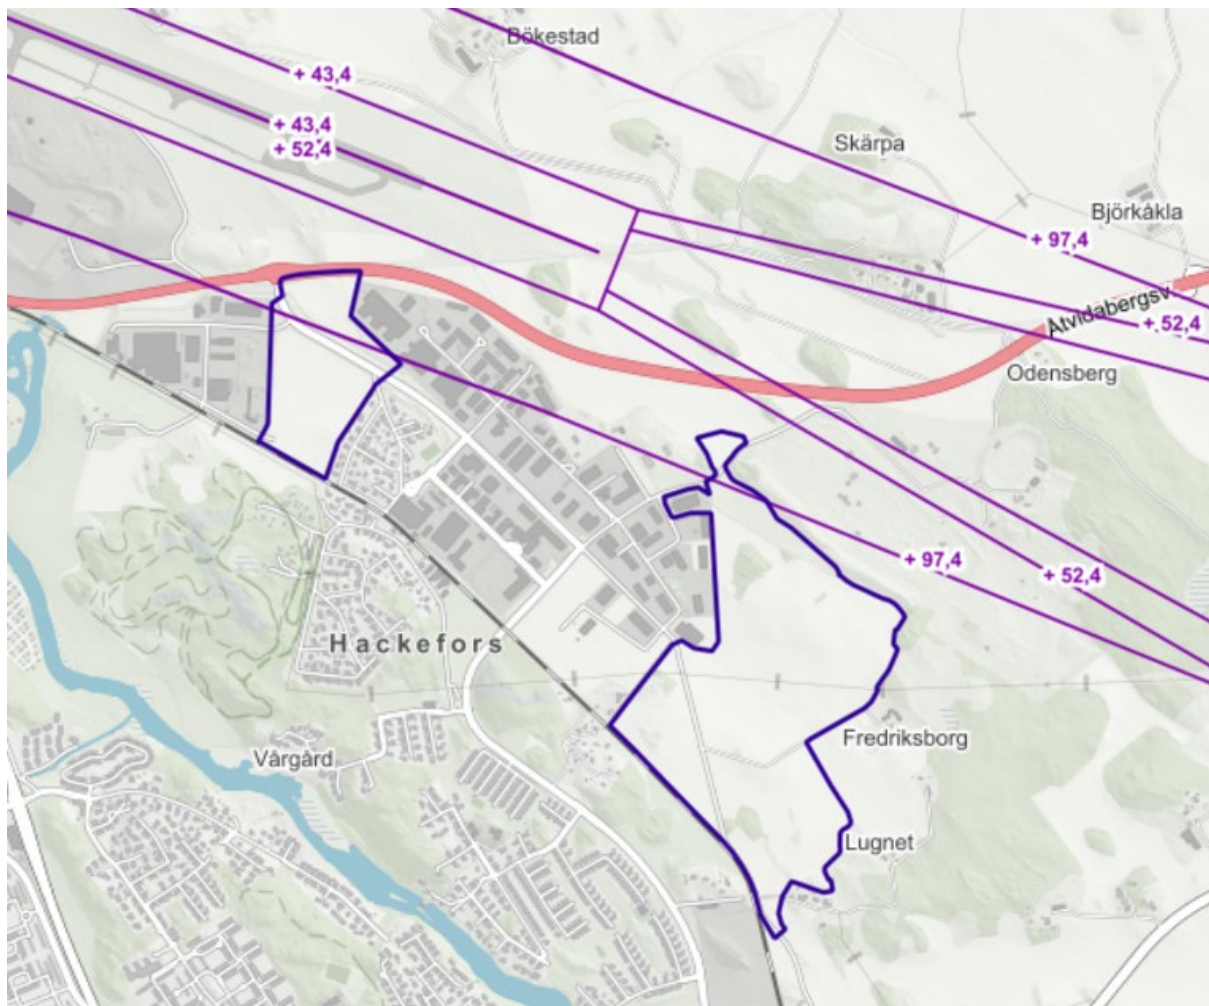 Bökestad
+ 43,4
+ 43,4
+ 52,4
Skärpa
Björkåkla
+ 97,4
Åtvidabergsv.
+ 52,4
Odensberg
+ 97,4
+ 52,4
Hackefors
Fredriksborg
Vårgård
Lugnet